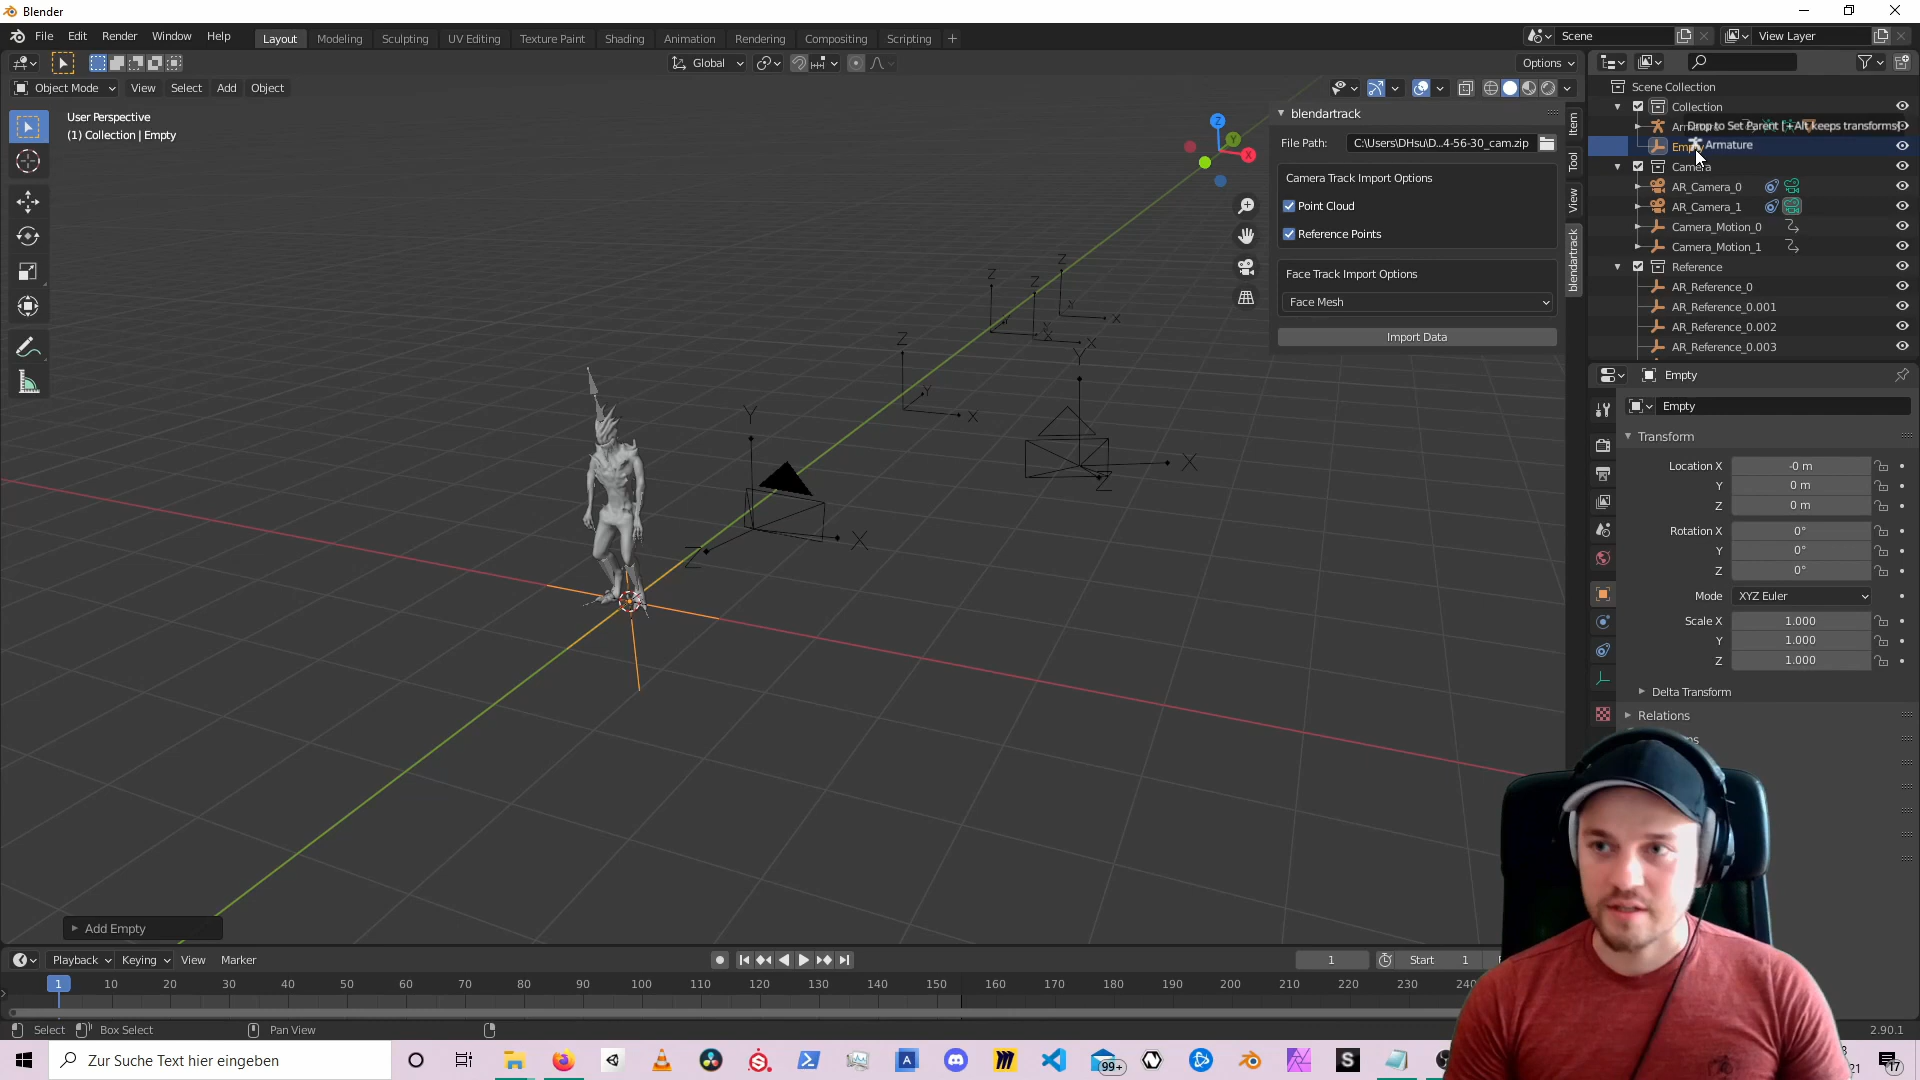 Blender
File Edit Render Window Help
Layout Modeling Sculpting UV Editing Texture Paint Shading Animation Rendering Compositing Scripting +
Scene
View Layer
Global
Options
Object Mode View Select Add Object
User Perspective
(1) Collection | Empty
blendartrack
File Path: C:\Users\DHsu\D...4-56-30_cam.zip
Camera Track Import Options
Point Cloud
Reference Points
Face Track Import Options
Face Mesh
Import Data
Item
Tool
View
blendartrack
Z
Y
X
Z
Z
Z
X
X
X
Z
Y
X
Y
X
Z
Y
X
Z
Scene Collection
Collection
Drop to Set Parent [+Alt keeps transforms]
Armature
Camera
AR_Camera_0
AR_Camera_1
Camera_Motion_0
Camera_Motion_1
Reference
AR_Reference_0
AR_Reference_0.001
AR_Reference_0.002
AR_Reference_0.003
Empty
Empty
Transform
Location X -0 m
Y 0 m
Z 0 m
Rotation X 0°
Y 0°
Z 0°
Mode XYZ Euler
Scale X 1.000
Y 1.000
Z 1.000
Delta Transform
Relations
Add Empty
Playback Keying View Marker
1
Start 1
1 10 20 30 40 50 60 70 80 90 100 110 120 130 140 150 160 170 180 190 200 210 220 230 240
Select Box Select Pan View
2.90.1
Zur Suche Text hier eingeben
99+
21
17